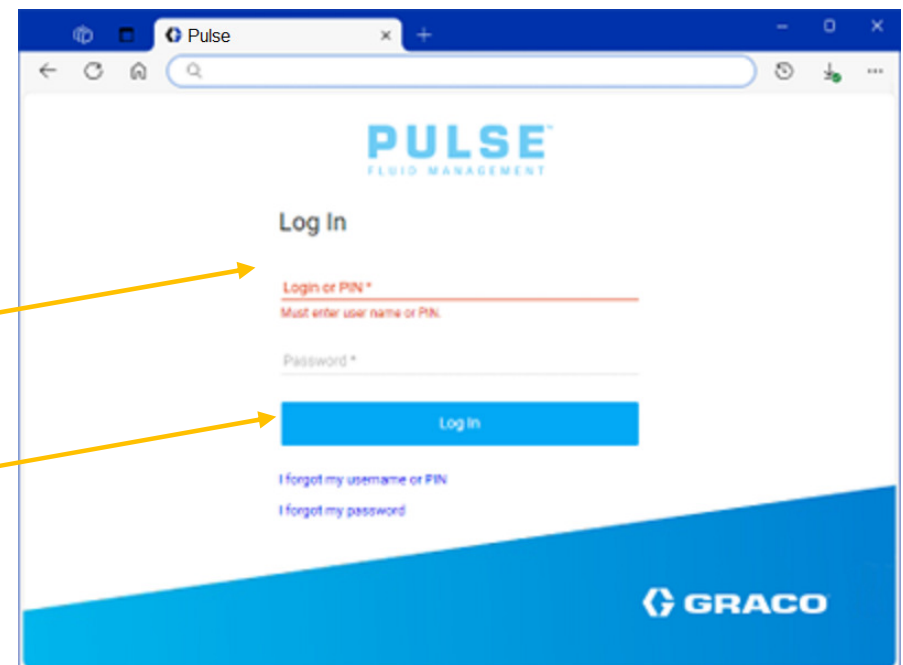 Pulse
PULSE™
FLUID MANAGEMENT
Log In
Login or PIN *
Must enter user name or PIN.
Password *
Log In
I forgot my username or PIN
I forgot my password
GRACO